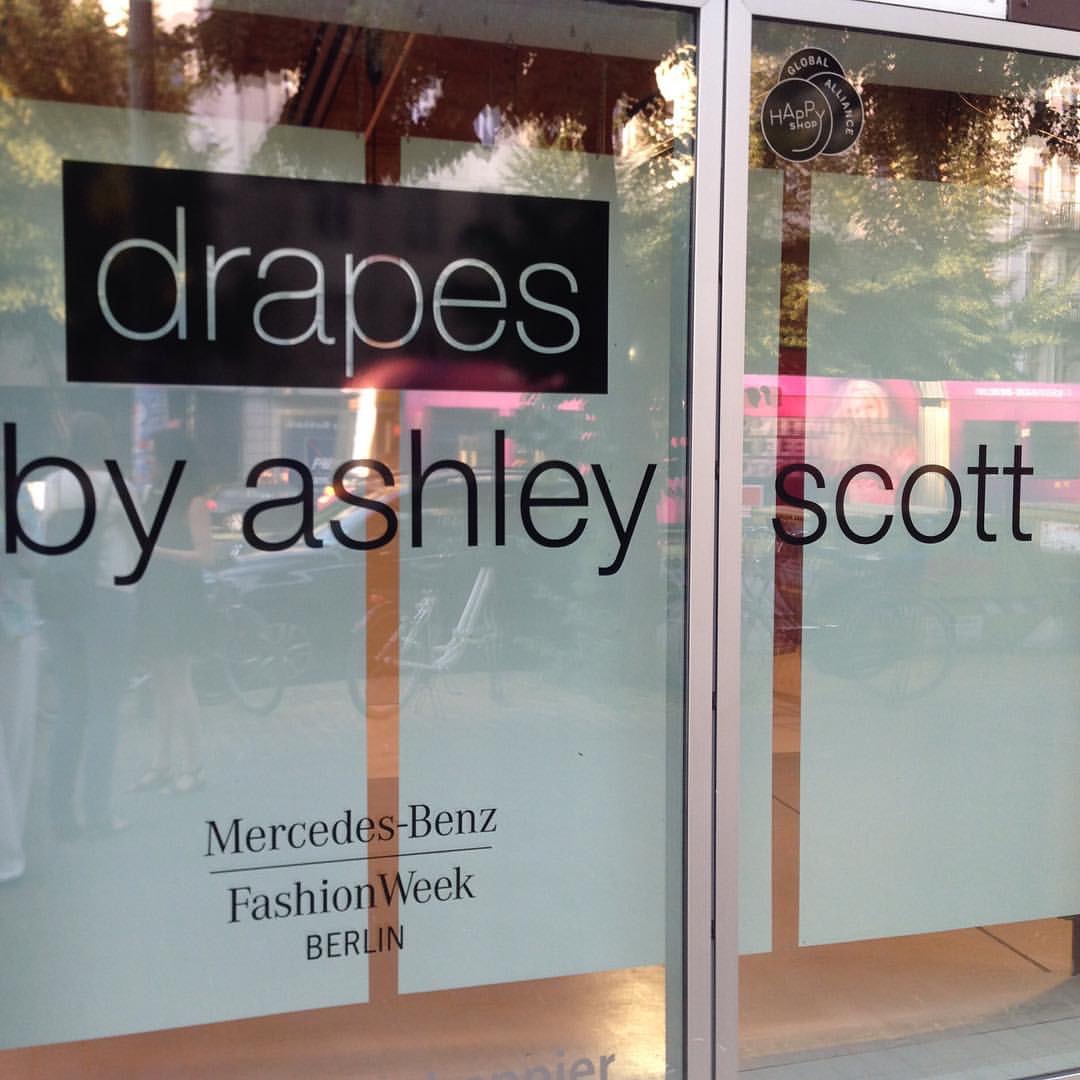 GLOBAL
ALLIANCE
HAPPY
SHOP
drapes
by ashley scott
Mercedes-Benz
FashionWeek
BERLIN